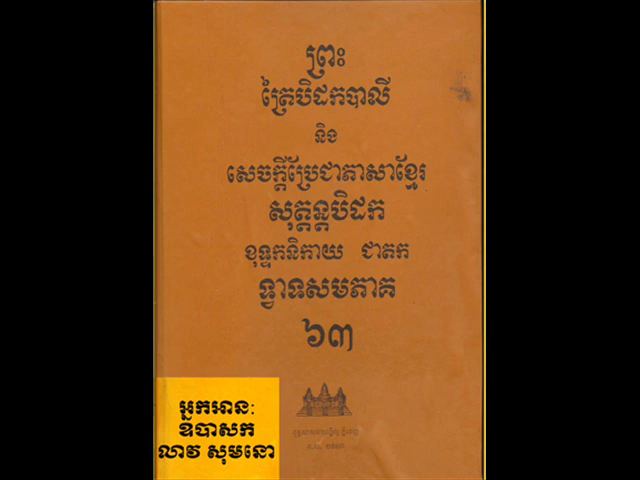 ព្រះ
ត្រៃបិដកបាលី
និង
សេចក្តីប្រែជាភាសាខ្មែរ
សុត្តន្តបិដក
ខុទ្ទកនិកាយ ជាតក
ទ្វាទសមភាគ
៦៣
អ្នកអាន:
ឧបាសក
លាវ សុមនោ